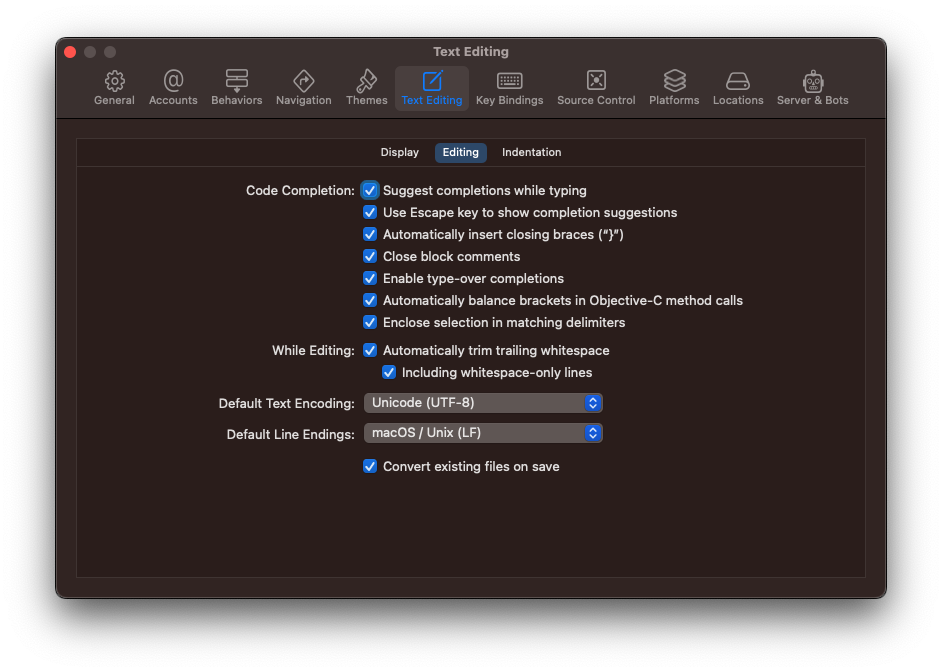 Text Editing
General Accounts Behaviors Navigation Themes Text Editing Key Bindings Source Control Platforms Locations Server & Bots
Display Editing Indentation
Code Completion: Suggest completions while typing
Use Escape key to show completion suggestions
Automatically insert closing braces (“}”)
Close block comments
Enable type-over completions
Automatically balance brackets in Objective-C method calls
Enclose selection in matching delimiters
While Editing: Automatically trim trailing whitespace
Including whitespace-only lines
Default Text Encoding: Unicode (UTF-8)
Default Line Endings: macOS / Unix (LF)
Convert existing files on save